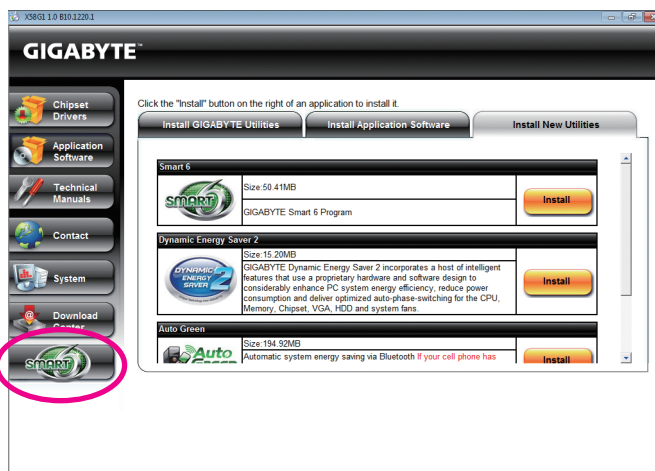 X58G1 1.0 B10.1220.1
GIGABYTE™
Chipset
Drivers
Application
Software
Technical
Manuals
Contact
System
Download
Center
SMART 6
Click the "Install" button on the right of an application to install it.
Install GIGABYTE Utilities
Install Application Software
Install New Utilities
Smart 6
SMART 6
Size:50.41MB
GIGABYTE Smart 6 Program
Install
Dynamic Energy Saver 2
DYNAMIC
ENERGY
SAVER 2
Size:15.20MB
GIGABYTE Dynamic Energy Saver 2 incorporates a host of intelligent
features that use a proprietary hardware and software design to
considerably enhance PC system energy efficiency, reduce power
consumption and deliver optimized auto-phase-switching for the CPU,
Memory, Chipset, VGA, HDD and system fans.
Install
Auto Green
Auto
Green
Size:194.92MB
Automatic system energy saving via Bluetooth If your cell phone has
Install